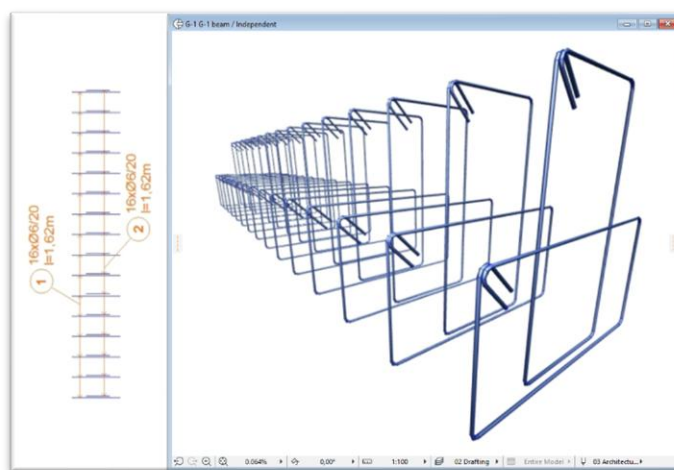 G-1 G-1 beam / Independent
16xØ6/20
l=1,62m
2
16xØ6/20
l=1,62m
1
0.064%
0,00°
1:100
02 Drafting
Entire Model
03 Architectu...